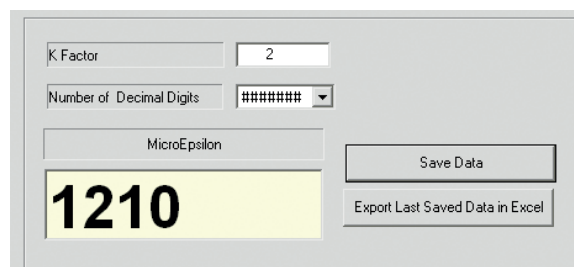 K Factor 2
Number of Decimal Digits #######
MicroEpsilon
1210
Save Data
Export Last Saved Data in Excel